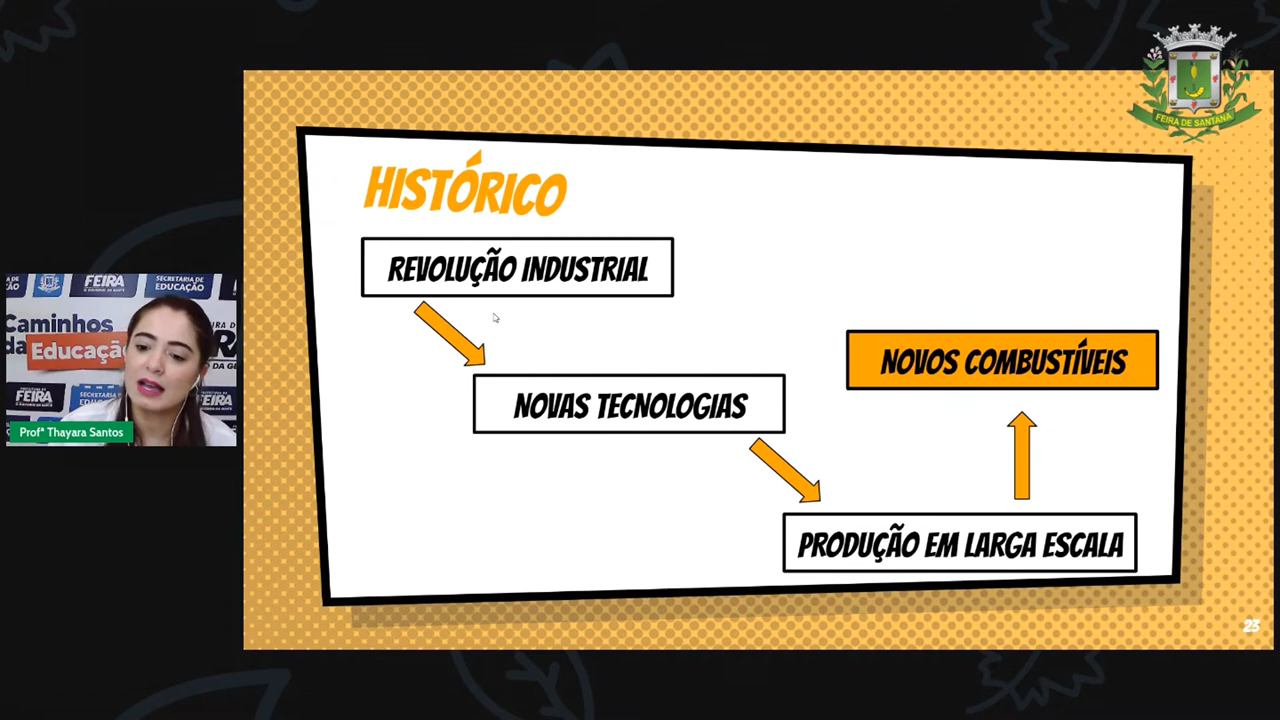 FEIRA DE SANTANA
HISTÓRICO
REVOLUÇÃO INDUSTRIAL
NOVAS TECNOLOGIAS
NOVOS COMBUSTÍVEIS
PRODUÇÃO EM LARGA ESCALA
23
FEIRA
SECRETARIA DE
EDUCAÇÃO
Caminhos
da Educação
FEIRA
Profª Thayara Santos